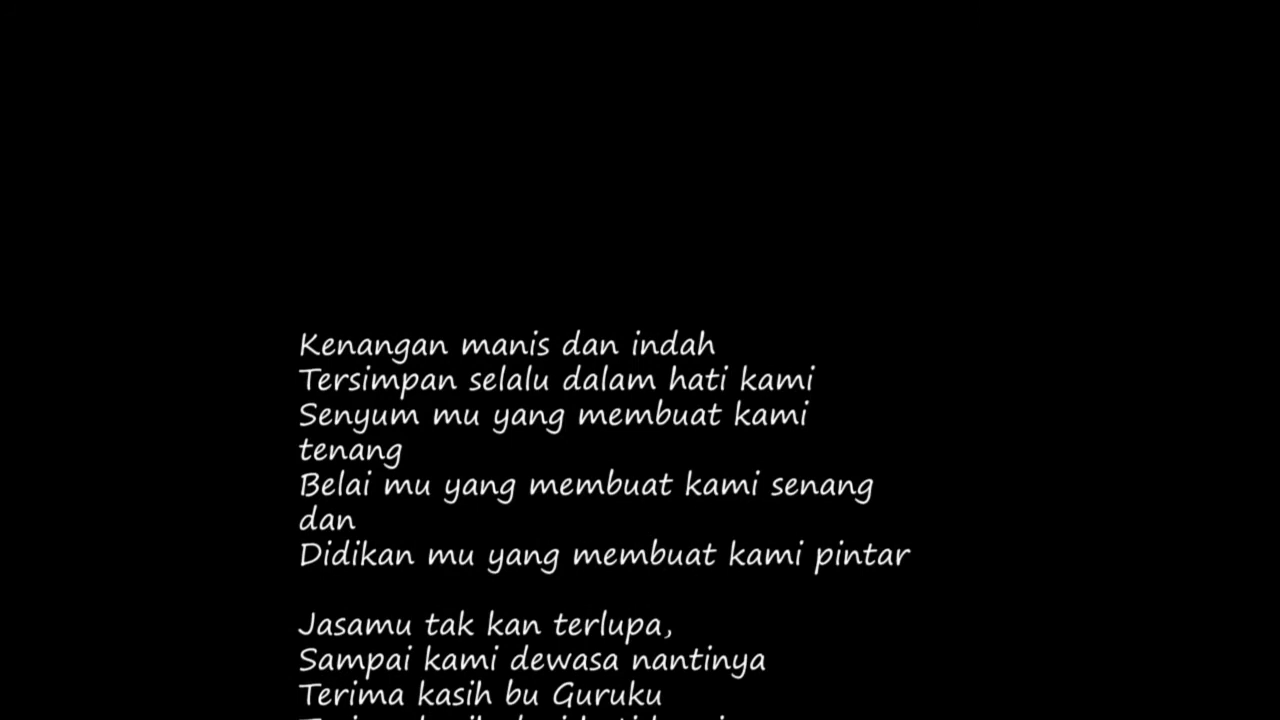 Kenangan manis dan indah
Tersimpan selalu dalam hati kami
Senyum mu yang membuat kami
tenang
Belai mu yang membuat kami senang
dan
Didikan mu yang membuat kami pintar
Jasamu tak kan terlupa,
Sampai kami dewasa nantinya
Terima kasih bu Guruku